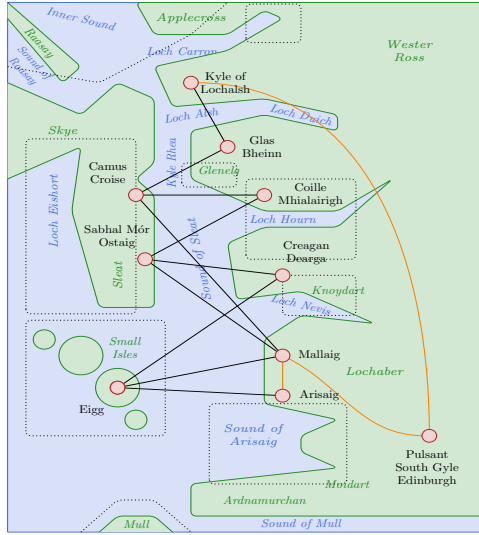 Inner Sound
Applecross
Raasay
Sound of
Raasay
Wester
Ross
Loch Carron
Kyle of
Lochalsh
Loch Alsh
Loch Duich
Skye
Kyle Rhea
Glas
Bheinn
Glenelg
Camus
Croise
Coille
Mhialairigh
Loch Eishort
Loch Hourn
Sabhal Mór
Ostaig
Sleat
Sound of Sleat
Creagan
Dearga
Knoydart
Loch Nevis
Small
Isles
Mallaig
Lochaber
Eigg
Arisaig
Sound of
Arisaig
Pulsant
South Gyle
Edinburgh
Moidart
Ardnamurchan
Mull
Sound of Mull